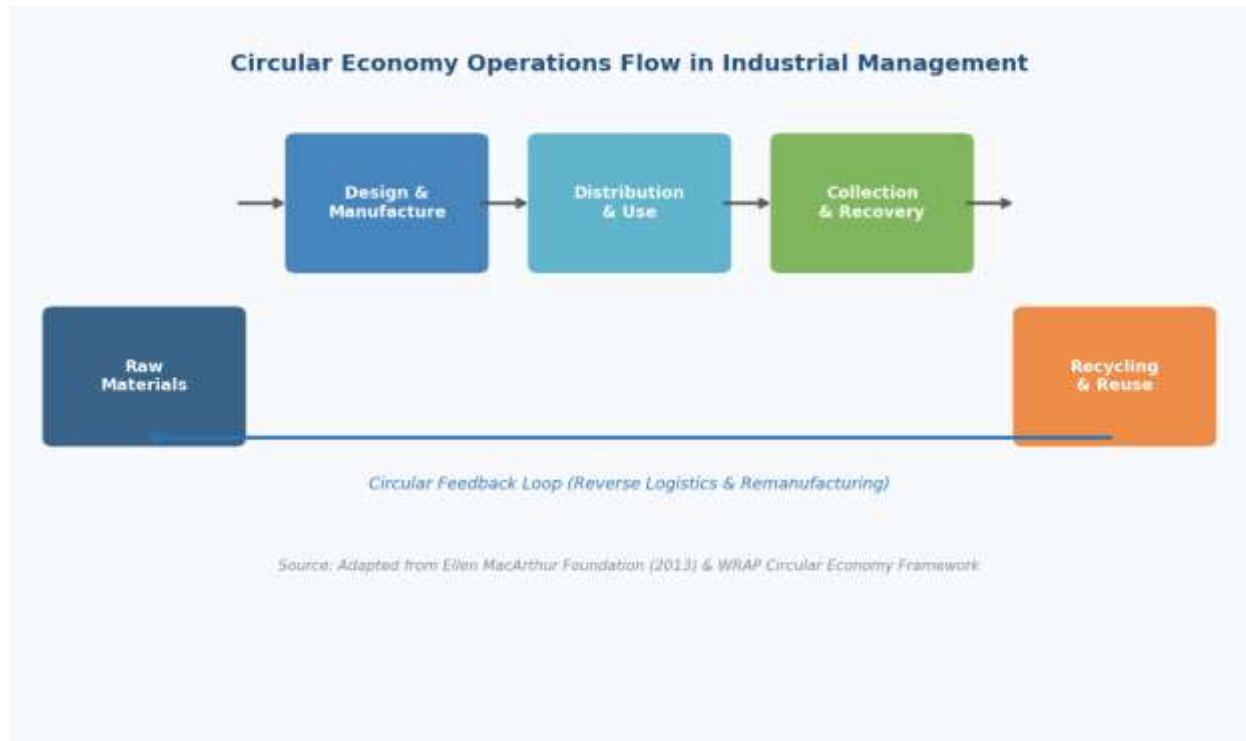 Circular Economy Operations Flow in Industrial Management
Design &
Manufacture
Distribution
& Use
Collection
& Recovery
Raw
Materials
Recycling
& Reuse
Circular Feedback Loop (Reverse Logistics & Remanufacturing)
Source: Adapted from Ellen MacArthur Foundation (2013) & WRAP Circular Economy Framework